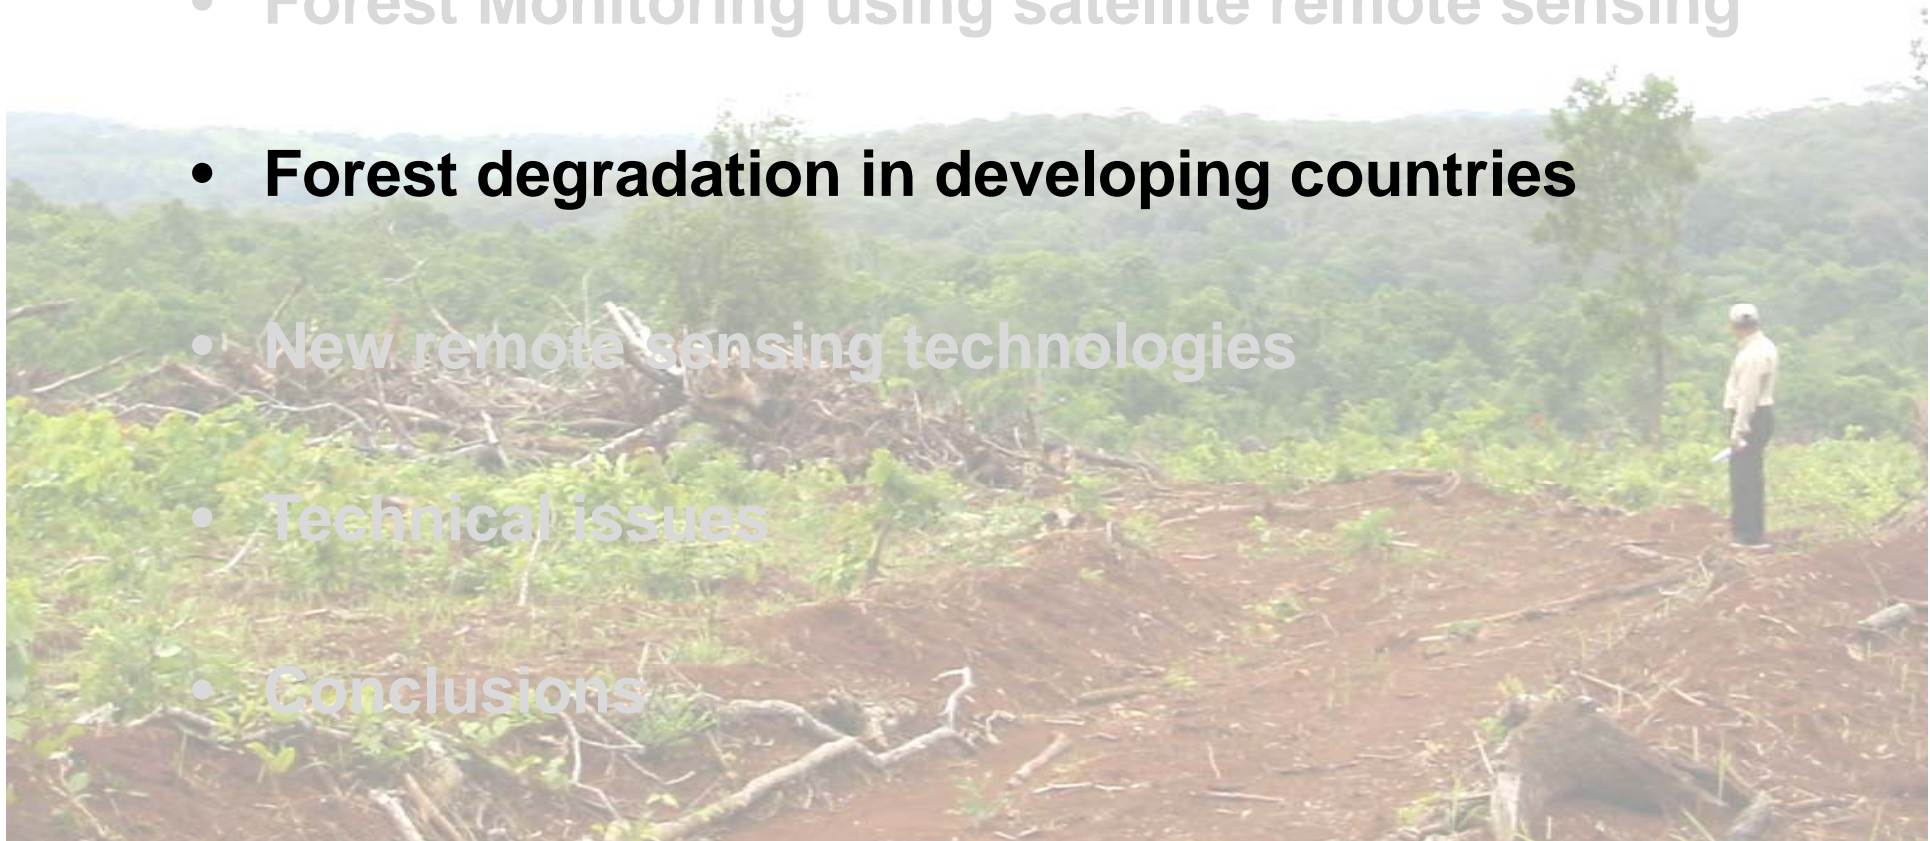 • Forest Monitoring using satellite remote sensing
• Forest degradation in developing countries
• New remote sensing technologies
• Technical issues
• Conclusions